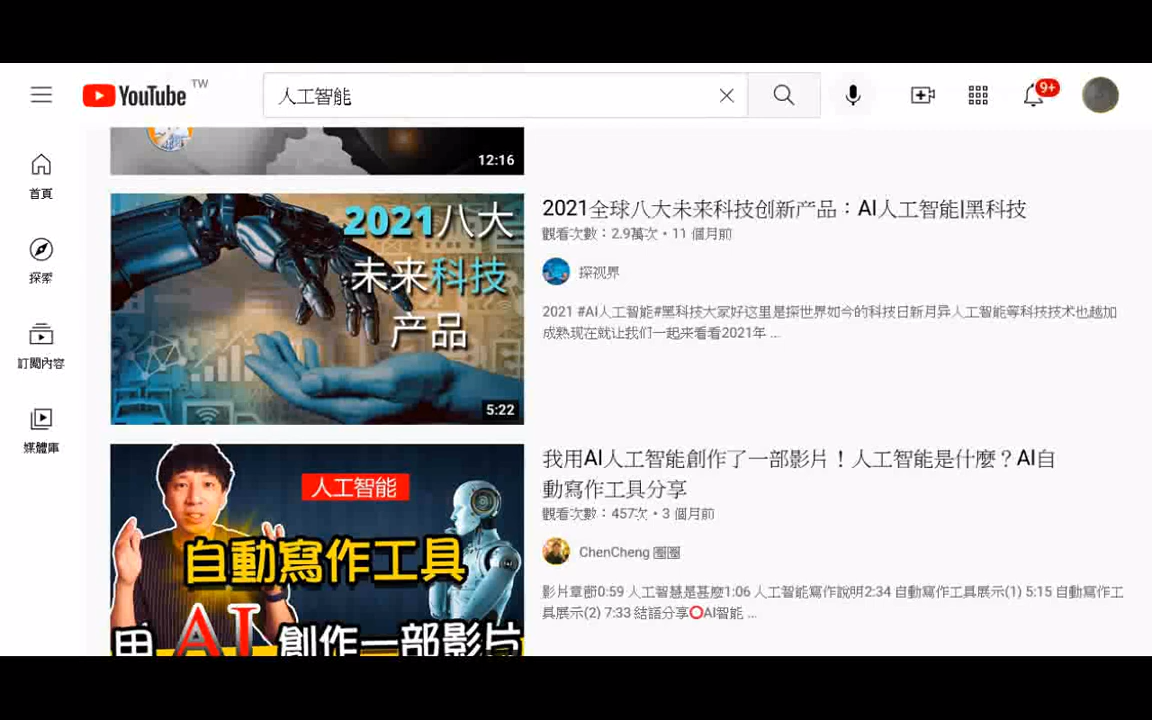 YouTube TW
人工智能
9+
首頁
探索
訂閱內容
媒體庫
12:16
2021八大
未来科技
产品
5:22
2021全球八大未来科技创新产品：AI人工智能|黑科技
觀看次數：2.9萬次・11 個月前
探视界
2021 #AI人工智能#黑科技大家好这里是探世界如今的科技日新月异人工智能等科技技术也越加
成熟现在就让我们一起来看看2021年 ...
人工智能
自動寫作工具
用 AI 創作一部影片
我用AI人工智能創作了一部影片！人工智能是什麼？AI自
動寫作工具分享
觀看次數：457次・3 個月前
ChenCheng 圈圈
影片章節0:59 人工智慧是甚麼1:06 人工智能寫作說明2:34 自動寫作工具展示(1) 5:15 自動寫作工
具展示(2) 7:33 結語分享⭕AI智能 ...